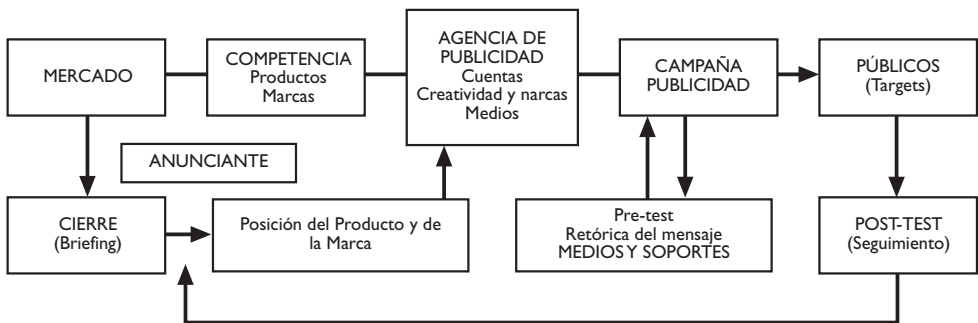 MERCADO
COMPETENCIA
Productos
Marcas
AGENCIA DE
PUBLICIDAD
Cuentas
Creatividad y narcas
Medios
CAMPAÑA
PUBLICIDAD
PÚBLICOS
(Targets)
ANUNCIANTE
CIERRE
(Briefing)
Posición del Producto y de
la Marca
Pre-test
Retórica del mensaje
MEDIOS Y SOPORTES
POST-TEST
(Seguimiento)